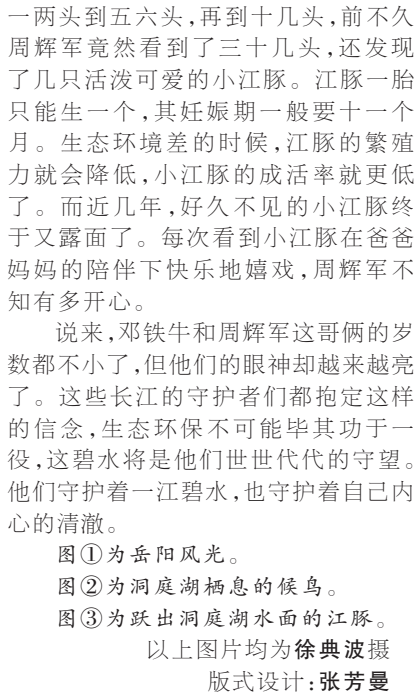 一两头到五六头,再到十几头,前不久
周辉军竟然看到了三十几头,还发现
了几只活泼可爱的小江豚。江豚一胎
只能生一个,其妊娠期一般要十一个
月。生态环境差的时候,江豚的繁殖
力就会降低,小江豚的成活率就更低
了。而近几年,好久不见的小江豚终
于又露面了。每次看到小江豚在爸爸
妈妈的陪伴下快乐地嬉戏,周辉军不
知有多开心。
说来,邓铁牛和周辉军这哥俩的岁
数都不小了,但他们的眼神却越来越亮
了。这些长江的守护者们都抱定这样
的信念,生态环保不可能毕其功于一
役,这碧水将是他们世世代代的守望。
他们守护着一江碧水,也守护着自己内
心的清澈。
图①为岳阳风光。
图②为洞庭湖栖息的候鸟。
图③为跃出洞庭湖水面的江豚。
以上图片均为徐典波摄
版式设计:张芳曼